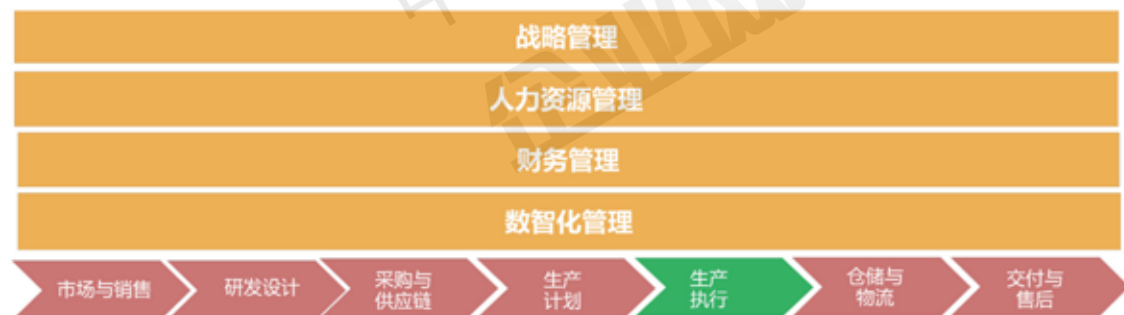 战略管理
人力资源管理
财务管理
数智化管理
市场与销售
研发设计
采购与
供应链
生产
计划
生产
执行
仓储与
物流
交付与
售后